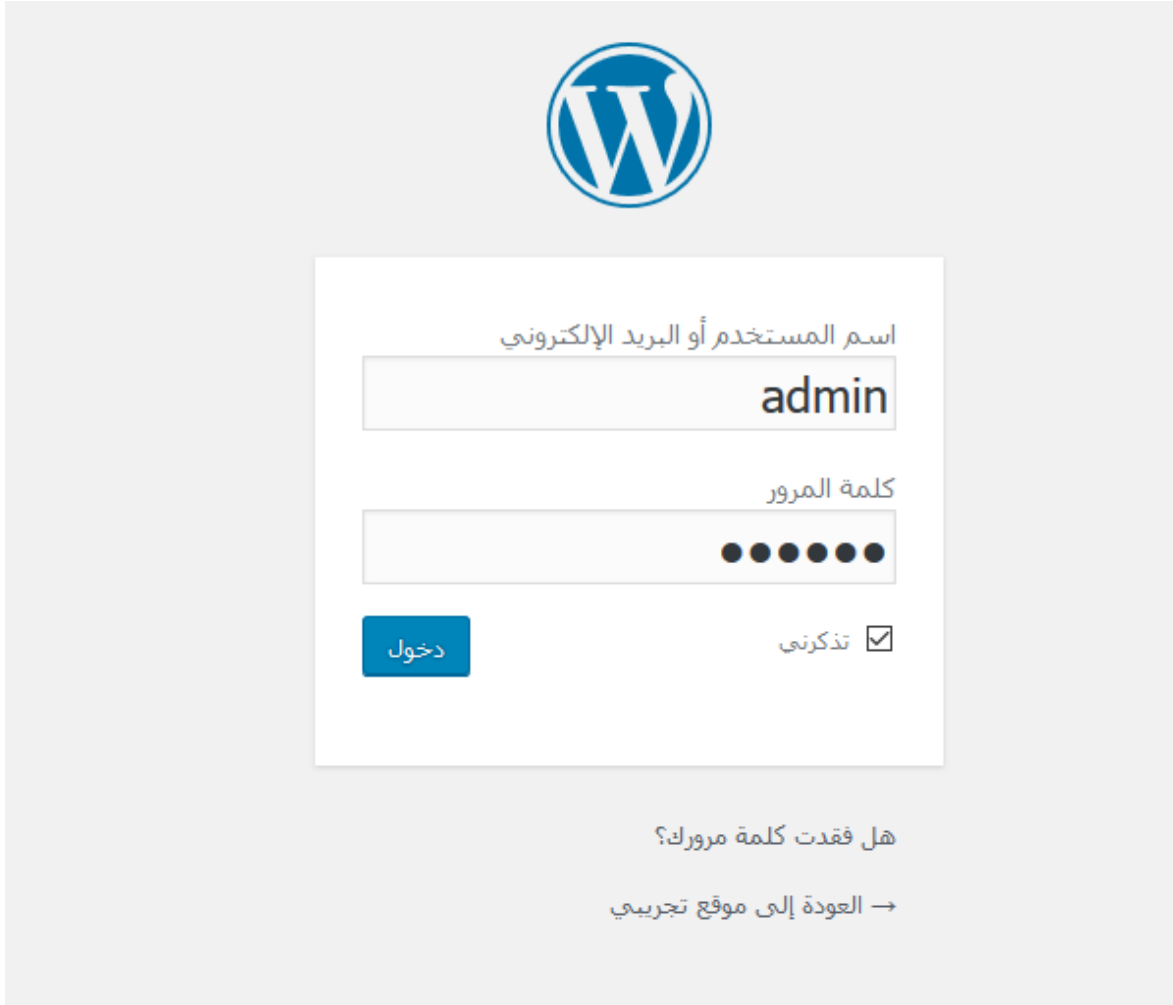 اسم المستخدم أو البريد الإلكتروني
admin
كلمة المرور
●●●●●●
تذكرني
دخول
هل فقدت كلمة مرورك؟
→ العودة إلى موقع تجريبي